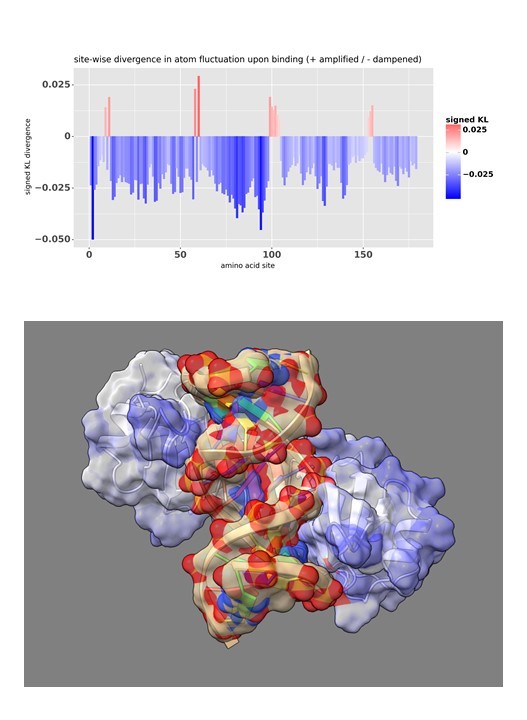 site-wise divergence in atom fluctuation upon binding (+ amplified / - dampened)
0.025
0
−0.025
−0.050
signed KL divergence
0 50 100 150
amino acid site
signed KL
0.025
0
−0.025